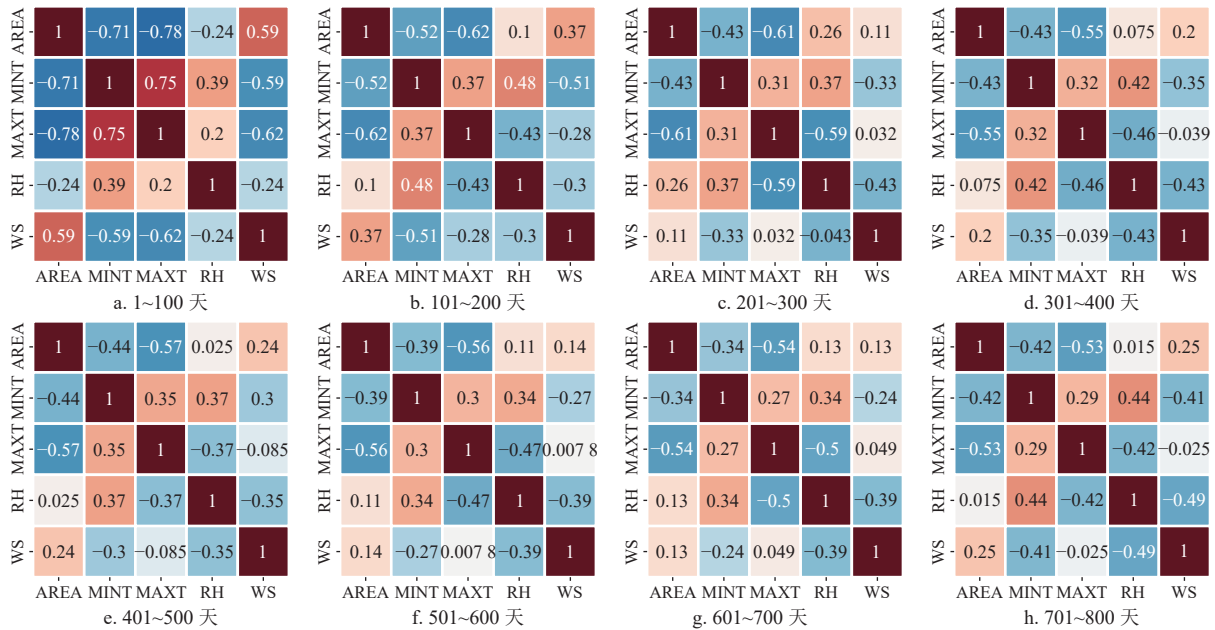 AREA 1 −0.71 −0.78 −0.24 0.59
MINT −0.71 1 0.75 0.39 −0.59
MAXT −0.78 0.75 1 0.2 −0.62
RH −0.24 0.39 0.2 1 −0.24
WS 0.59 −0.59 −0.62 −0.24 1
AREA MINT MAXT RH WS
a. 1~100 天
AREA 1 −0.52 −0.62 0.1 0.37
MINT −0.52 1 0.37 0.48 −0.51
MAXT −0.62 0.37 1 −0.43 −0.28
RH 0.1 0.48 −0.43 1 −0.3
WS 0.37 −0.51 −0.28 −0.3 1
AREA MINT MAXT RH WS
b. 101~200 天
AREA 1 −0.43 −0.61 0.26 0.11
MINT −0.43 1 0.31 0.37 −0.33
MAXT −0.61 0.31 1 −0.59 0.032
RH 0.26 0.37 −0.59 1 −0.43
WS 0.11 −0.33 0.032 −0.043 1
AREA MINT MAXT RH WS
c. 201~300 天
AREA 1 −0.43 −0.55 0.075 0.2
MINT −0.43 1 0.32 0.42 −0.35
MAXT −0.55 0.32 1 −0.46 −0.039
RH 0.075 0.42 −0.46 1 −0.43
WS 0.2 −0.35 −0.039 −0.43 1
AREA MINT MAXT RH WS
d. 301~400 天
AREA 1 −0.44 −0.57 0.025 0.24
MINT −0.44 1 0.35 0.37 0.3
MAXT −0.57 0.35 1 −0.37 −0.085
RH 0.025 0.37 −0.37 1 −0.35
WS 0.24 −0.3 −0.085 −0.35 1
AREA MINT MAXT RH WS
e. 401~500 天
AREA 1 −0.39 −0.56 0.11 0.14
MINT −0.39 1 0.3 0.34 −0.27
MAXT −0.56 0.3 1 −0.47 0.007 8
RH 0.11 0.34 −0.47 1 −0.39
WS 0.14 −0.27 0.007 8 −0.39 1
AREA MINT MAXT RH WS
f. 501~600 天
AREA 1 −0.34 −0.54 0.13 0.13
MINT −0.34 1 0.27 0.34 −0.24
MAXT −0.54 0.27 1 −0.5 0.049
RH 0.13 0.34 −0.5 1 −0.39
WS 0.13 −0.24 0.049 −0.39 1
AREA MINT MAXT RH WS
g. 601~700 天
AREA 1 −0.42 −0.53 0.015 0.25
MINT −0.42 1 0.29 0.44 −0.41
MAXT −0.53 0.29 1 −0.42 −0.025
RH 0.015 0.44 −0.42 1 −0.49
WS 0.25 −0.41 −0.025 −0.49 1
AREA MINT MAXT RH WS
h. 701~800 天